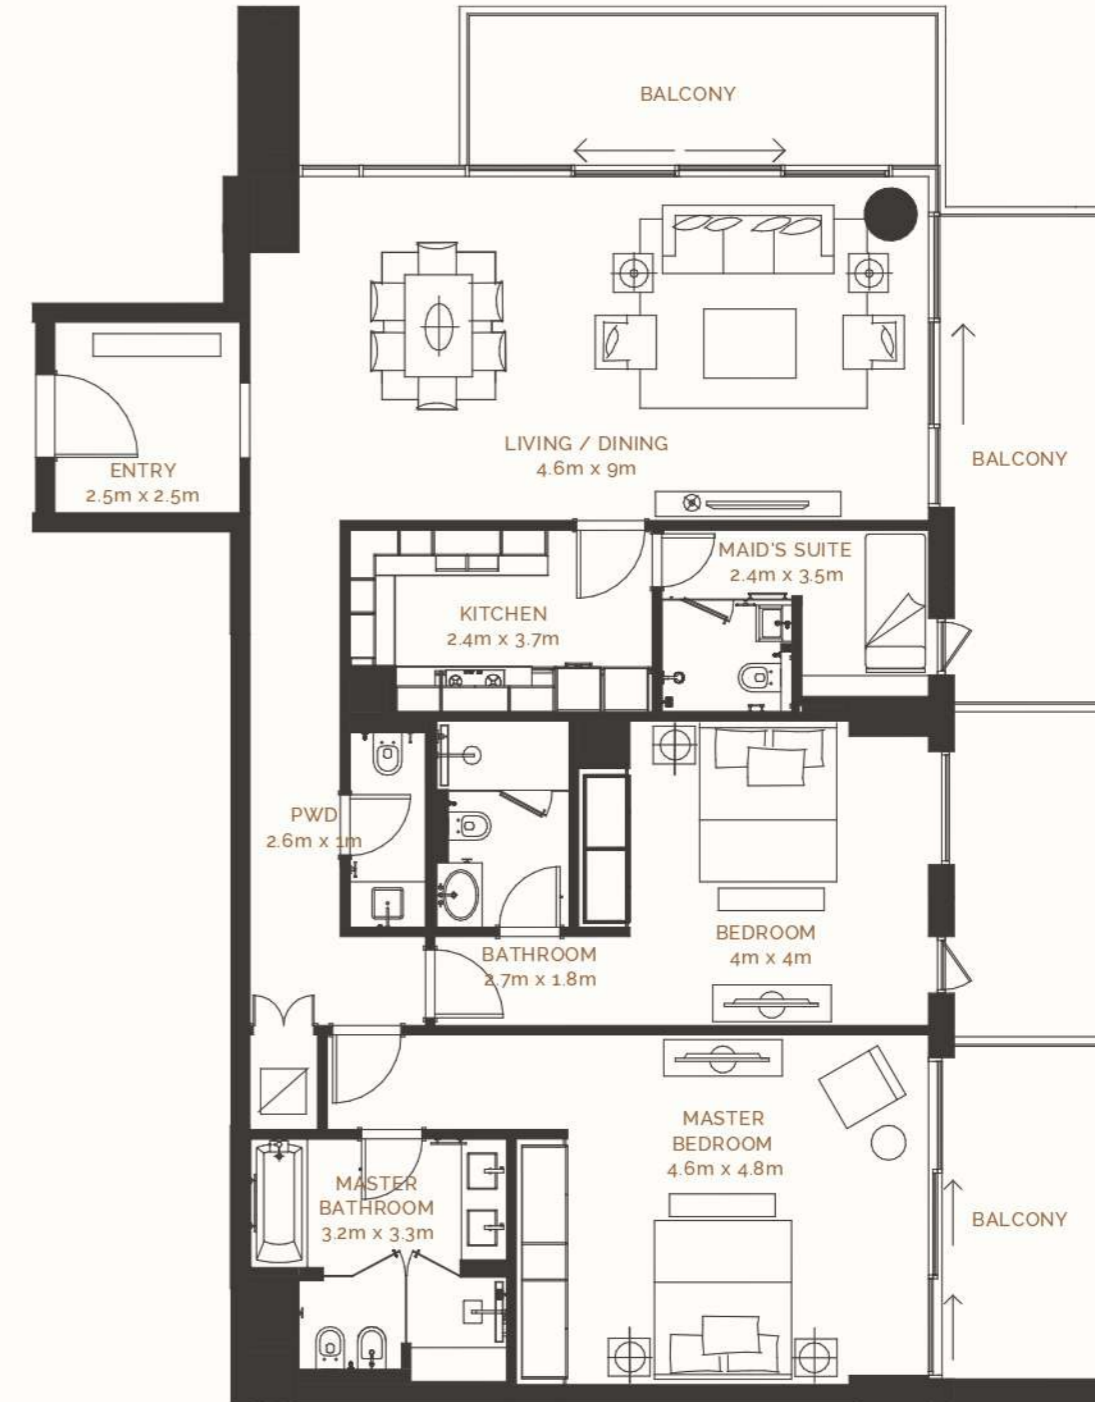 BALCONY
LIVING / DINING
4.6m x 9m
BALCONY
ENTRY
2.5m x 2.5m
MAID'S SUITE
2.4m x 3.5m
KITCHEN
2.4m x 3.7m
PWD
2.6m x 1m
BATHROOM
2.7m x 1.8m
BEDROOM
4m x 4m
MASTER
BEDROOM
4.6m x 4.8m
MASTER
BATHROOM
3.2m x 3.3m
BALCONY